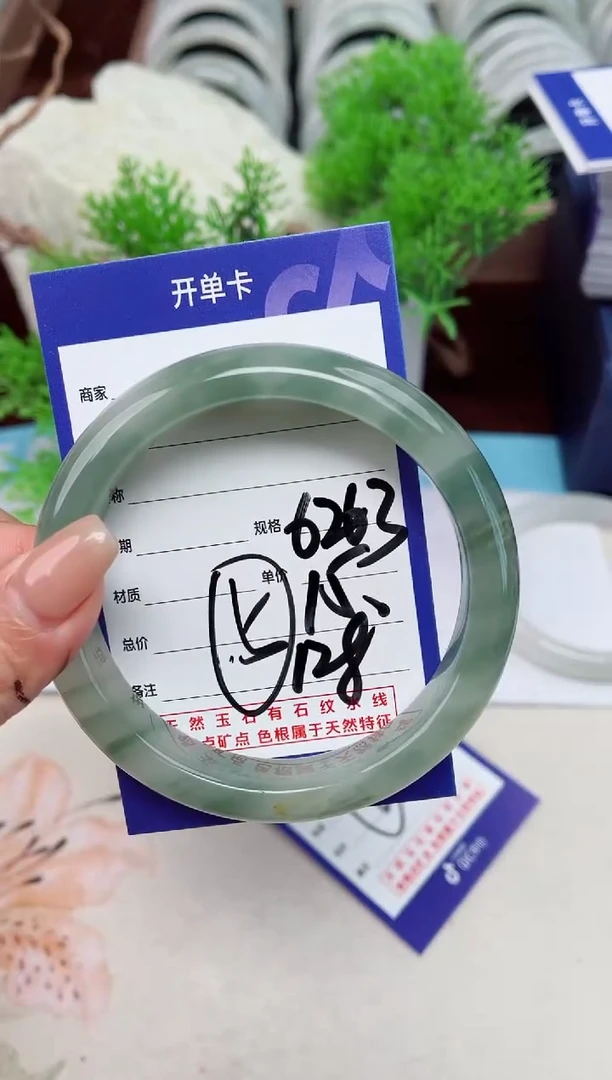 开单卡
商家
称
期
规格 6263
材质
单价 15
总价
128
备注
天然玉石有石纹水线
点矿点 色根属于天然特征